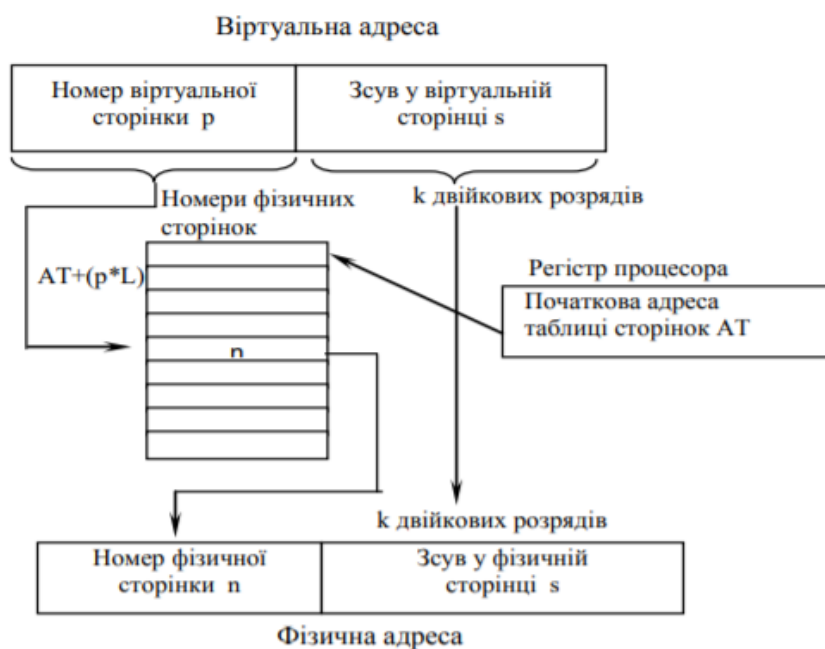 Віртуальна адреса
Номер віртуальної
сторінки p
Зсув у віртуальній
сторінці s
Номери фізичних
сторінок
k двійкових розрядів
AT+(p*L)
Регістр процесора
Початкова адреса
таблиці сторінок AT
n
k двійкових розрядів
Номер фізичної
сторінки n
Зсув у фізичній
сторінці s
Фізична адреса